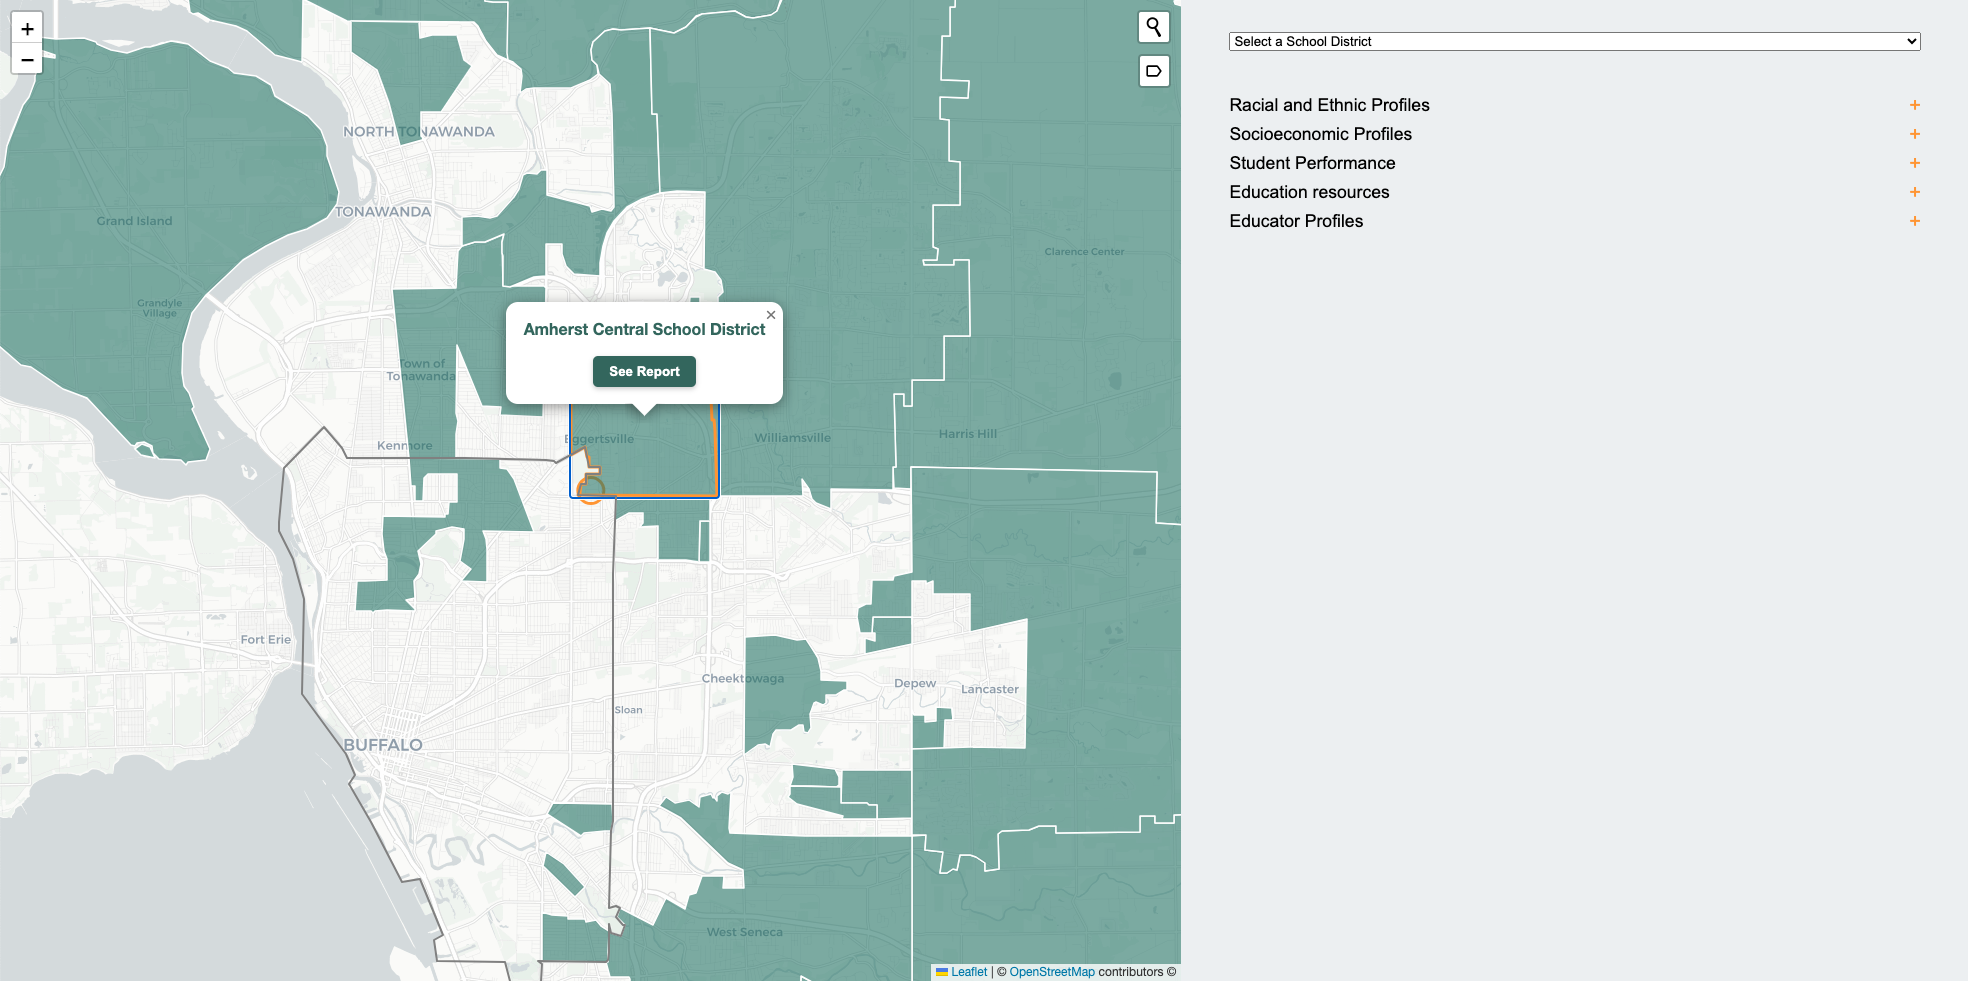 +
−
NORTH TONAWANDA
TONAWANDA
Grand Island
Clarence Center
Grandyle
Village
Amherst Central School District
×
See Report
Town of
Tonawanda
Eggertsville
Williamsville
Harris Hill
Kenmore
Fort Erie
Cheektowaga
Depew
Lancaster
Sloan
BUFFALO
West Seneca
Leaflet | © OpenStreetMap contributors ©
Select a School District
Racial and Ethnic Profiles +
Socioeconomic Profiles +
Student Performance +
Education resources +
Educator Profiles +